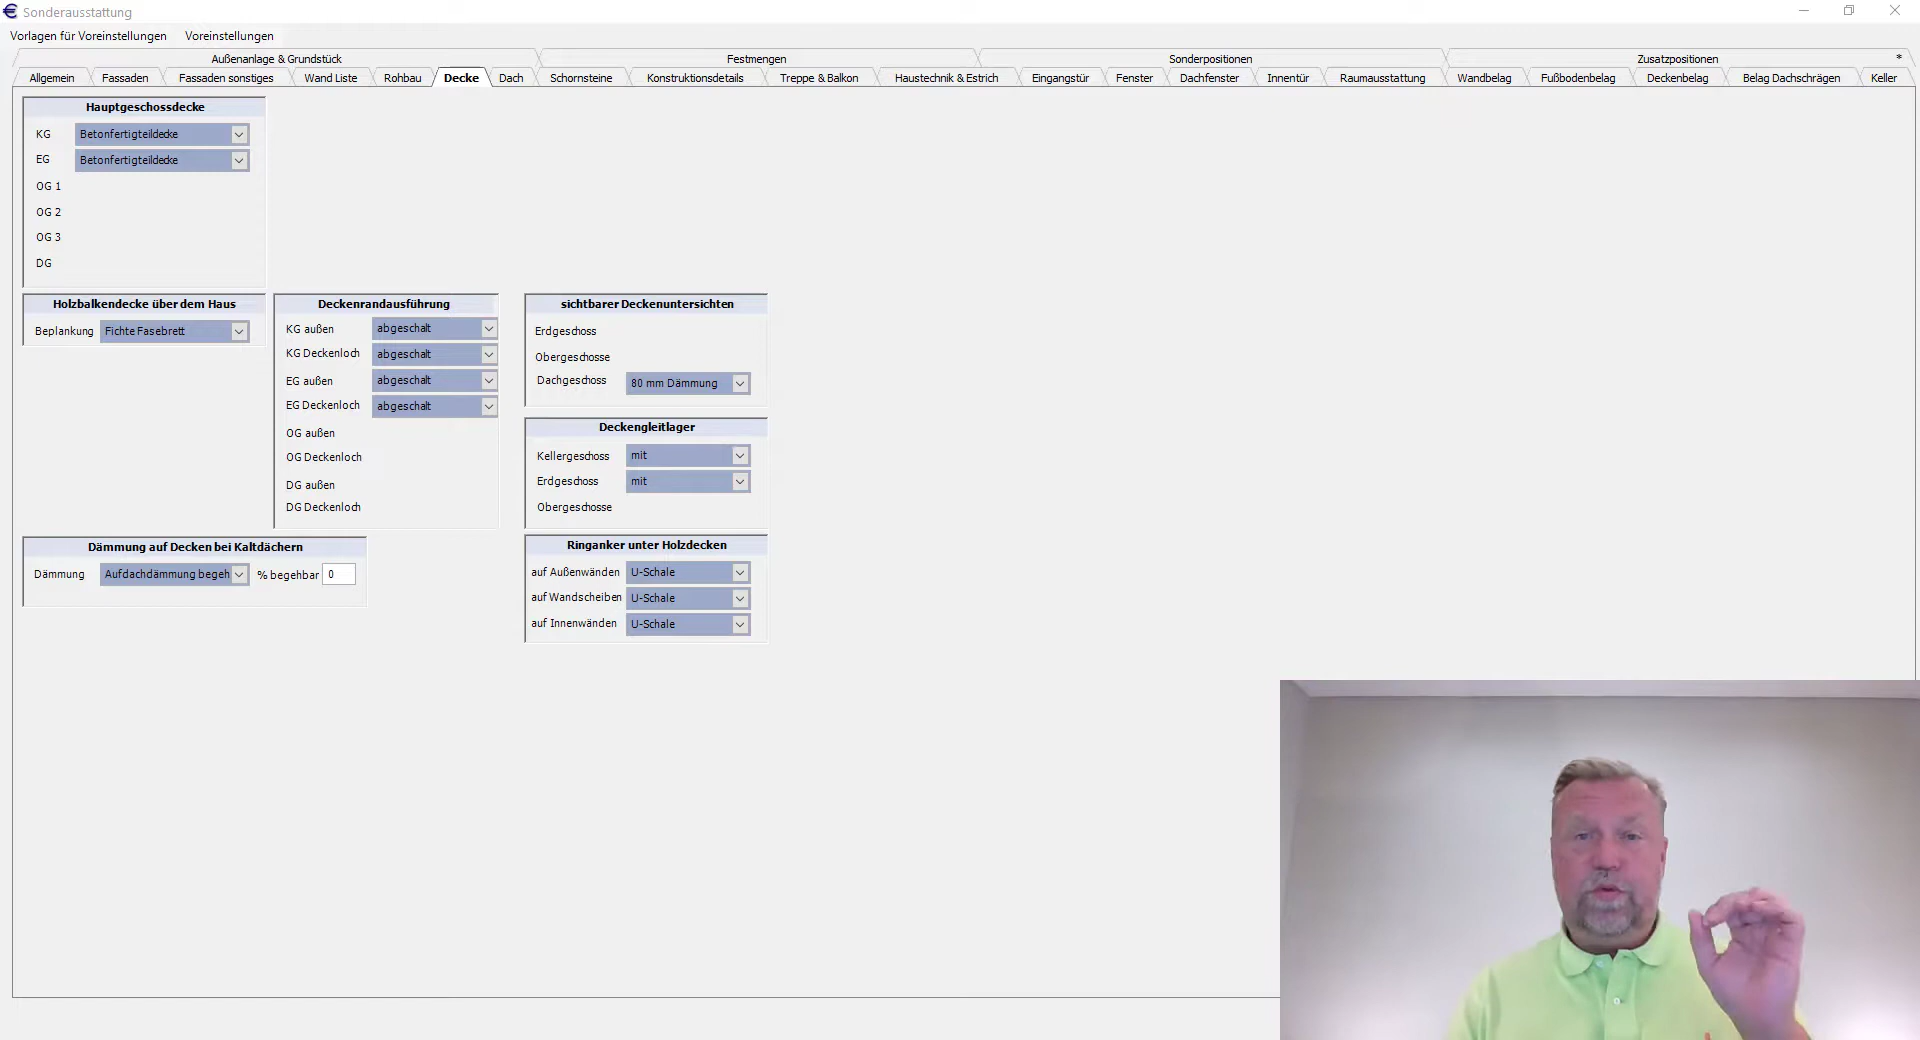 Sonderausstattung
Vorlagen für Voreinstellungen Voreinstellungen
Außenanlage & Grundstück Festmengen Sonderpositionen Zusatzpositionen *
Allgemein Fassaden Fassaden sonstiges Wand Liste Rohbau Decke Dach Schornsteine Konstruktionsdetails Treppe & Balkon Haustechnik & Estrich Eingangstür Fenster Dachfenster Innentür Raumausstattung Wandbelag Fußbodenbelag Deckenbelag Belag Dachschrägen Keller
Hauptgeschossdecke
KG Betonfertigteildecke
EG Betonfertigteildecke
OG 1
OG 2
OG 3
DG
Holzbalkendecke über dem Haus
Beplankung Fichte Fasebrett
Deckenrandausführung
KG außen abgeschalt
KG Deckenloch abgeschalt
EG außen abgeschalt
EG Deckenloch abgeschalt
OG außen
OG Deckenloch
DG außen
DG Deckenloch
sichtbarer Deckenuntersichten
Erdgeschoss
Obergeschosse
Dachgeschoss 80 mm Dämmung
Deckengleitlager
Kellergeschoss mit
Erdgeschoss mit
Obergeschosse
Dämmung auf Decken bei Kaltdächern
Dämmung Aufdachdämmung begeh % begehbar 0
Ringanker unter Holzdecken
auf Außenwänden U-Schale
auf Wandscheiben U-Schale
auf Innenwänden U-Schale